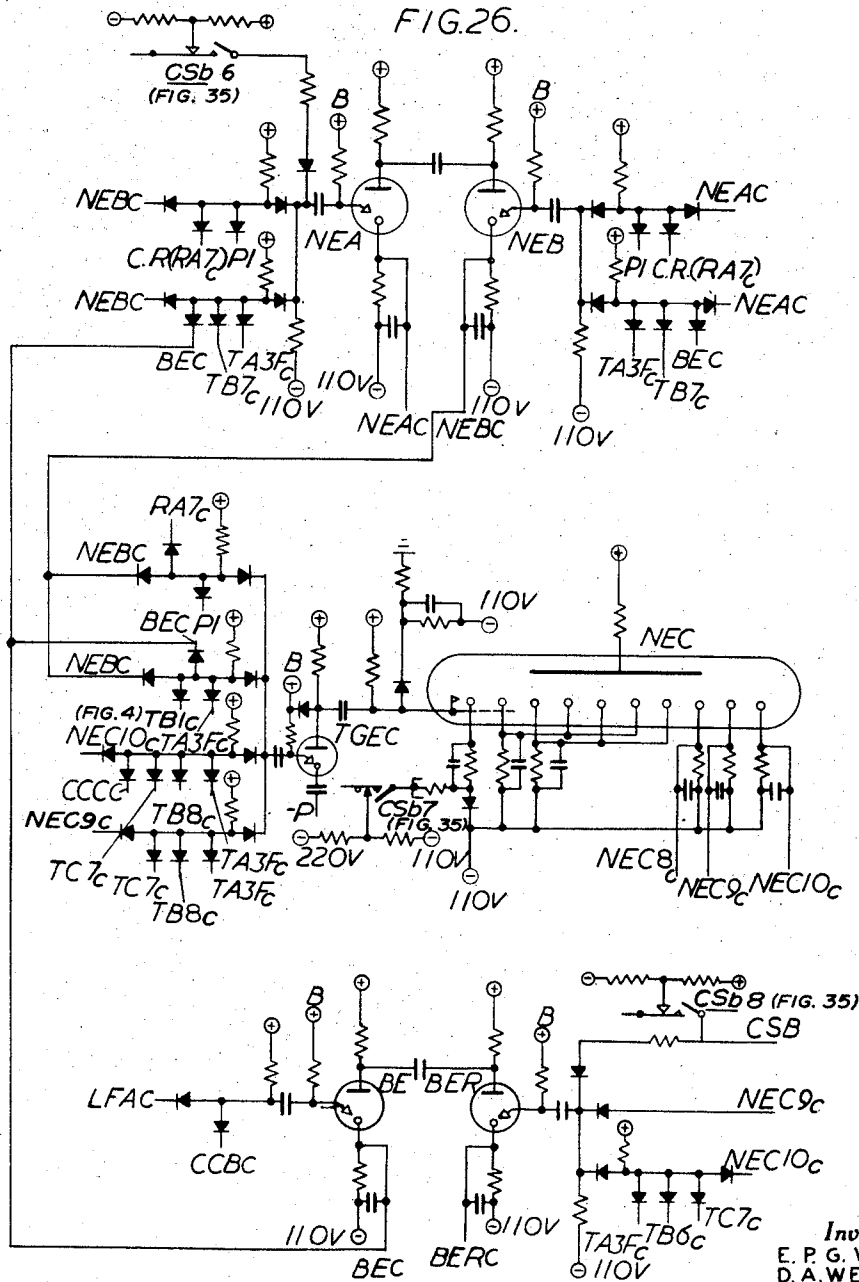 FIG.26.
CSb 6
(FIG. 35)
B
B
NEBC
NEAC
NEA
NEB
C.R(RA7c) P1
P1 C.R.(RA7c)
NEBC
NEAC
BEC
TB7c
TA3Fc
110V
110V
110V
TA3Fc
TB7c
BEC
NEAC
NEBC
110V
RA7c
NEBC
110V
NEC
BEC P1
B
NEBC
TGEC
(FIG.4) TB1c
NEC10c TA3Fc
CCCC
TB8c
-P
CSb7
(FIG. 35)
NEC9c
TA3Fc
220V
110V
TC7c
TC7c
TB8c
TA3Fc
110V
NEC8c
NEC9c
NEC10c
CSb 8 (FIG. 35)
CSB
B
B
BE
BER
LFAC
NEC9c
CCBC
NEC10c
110V
110V
TA3Fc
TB6c
TC7c
BEC
BERC
110V
Inv
E. P. G. W
D. A. WE